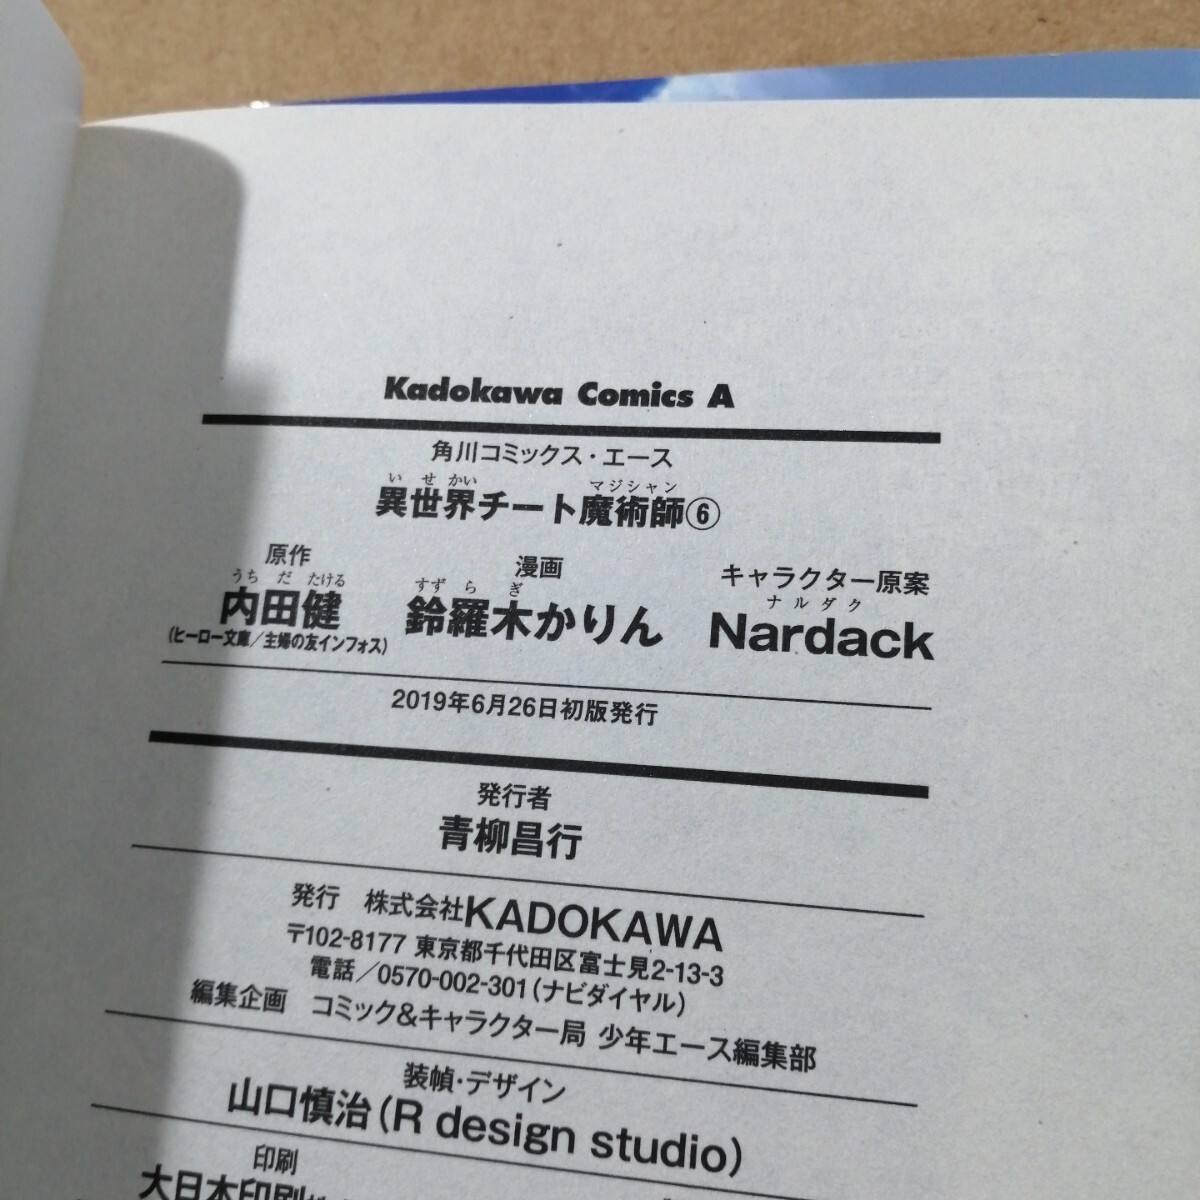 Kadokawa Comics A
角川コミックス・エース
いせかい マジシャン
異世界チート魔術師⑥
原作 漫画 キャラクター原案
うちだたける すずらぎ ナルダク
内田健 鈴羅木かりん Nardack
(ヒーロー文庫/主婦の友インフォス)
2019年6月26日初版発行
発行者
青柳昌行
発行 株式会社KADOKAWA
〒102-8177 東京都千代田区富士見2-13-3
電話/0570-002-301(ナビダイヤル)
編集企画 コミック&キャラクター局 少年エース編集部
装幀・デザイン
山口慎治(R design studio)
印刷
大日本印刷